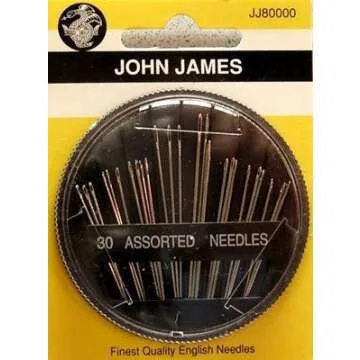 JJ80000
JOHN JAMES
30 ASSORTED NEEDLES
Finest Quality English Needles